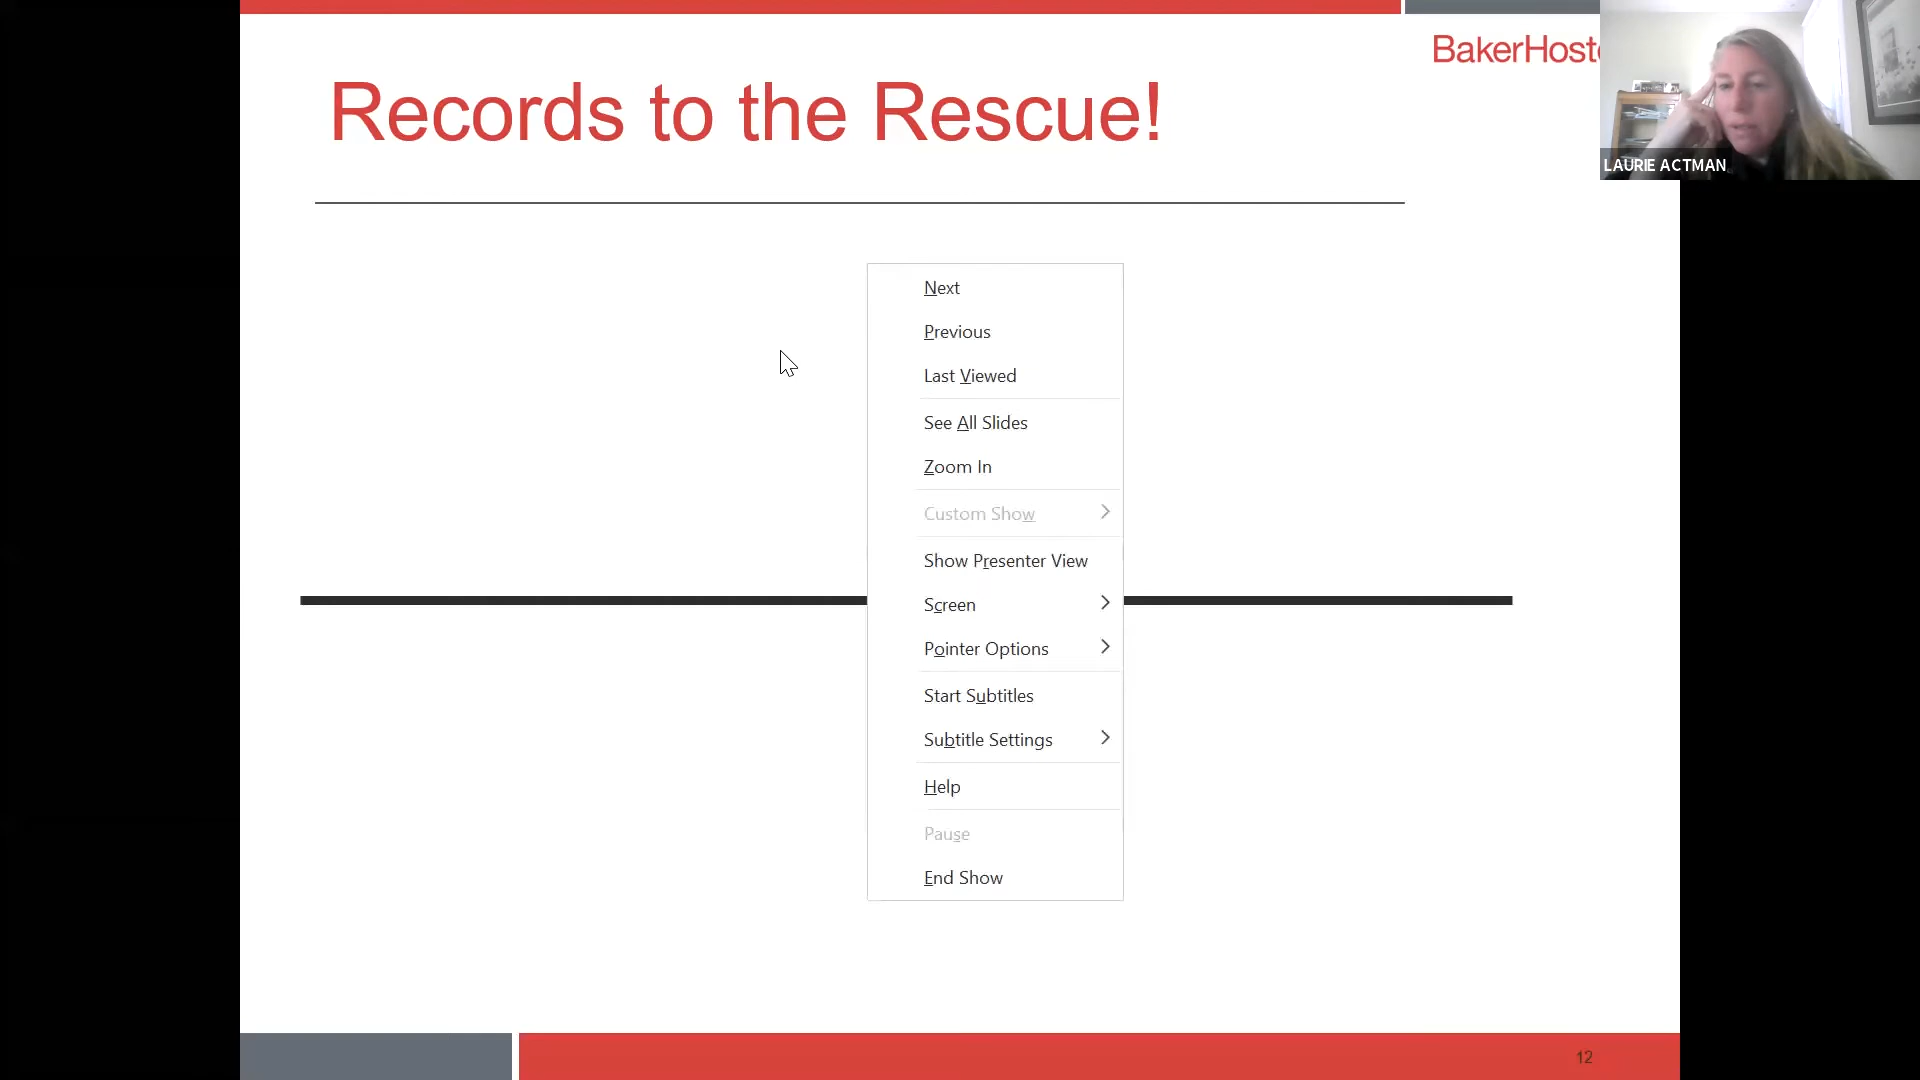 BakerHoste
Records to the Rescue!
LAURIE ACTMAN
Next
Previous
Last Viewed
See All Slides
Zoom In
Custom Show
Show Presenter View
Screen
Pointer Options
Start Subtitles
Subtitle Settings
Help
Pause
End Show
12